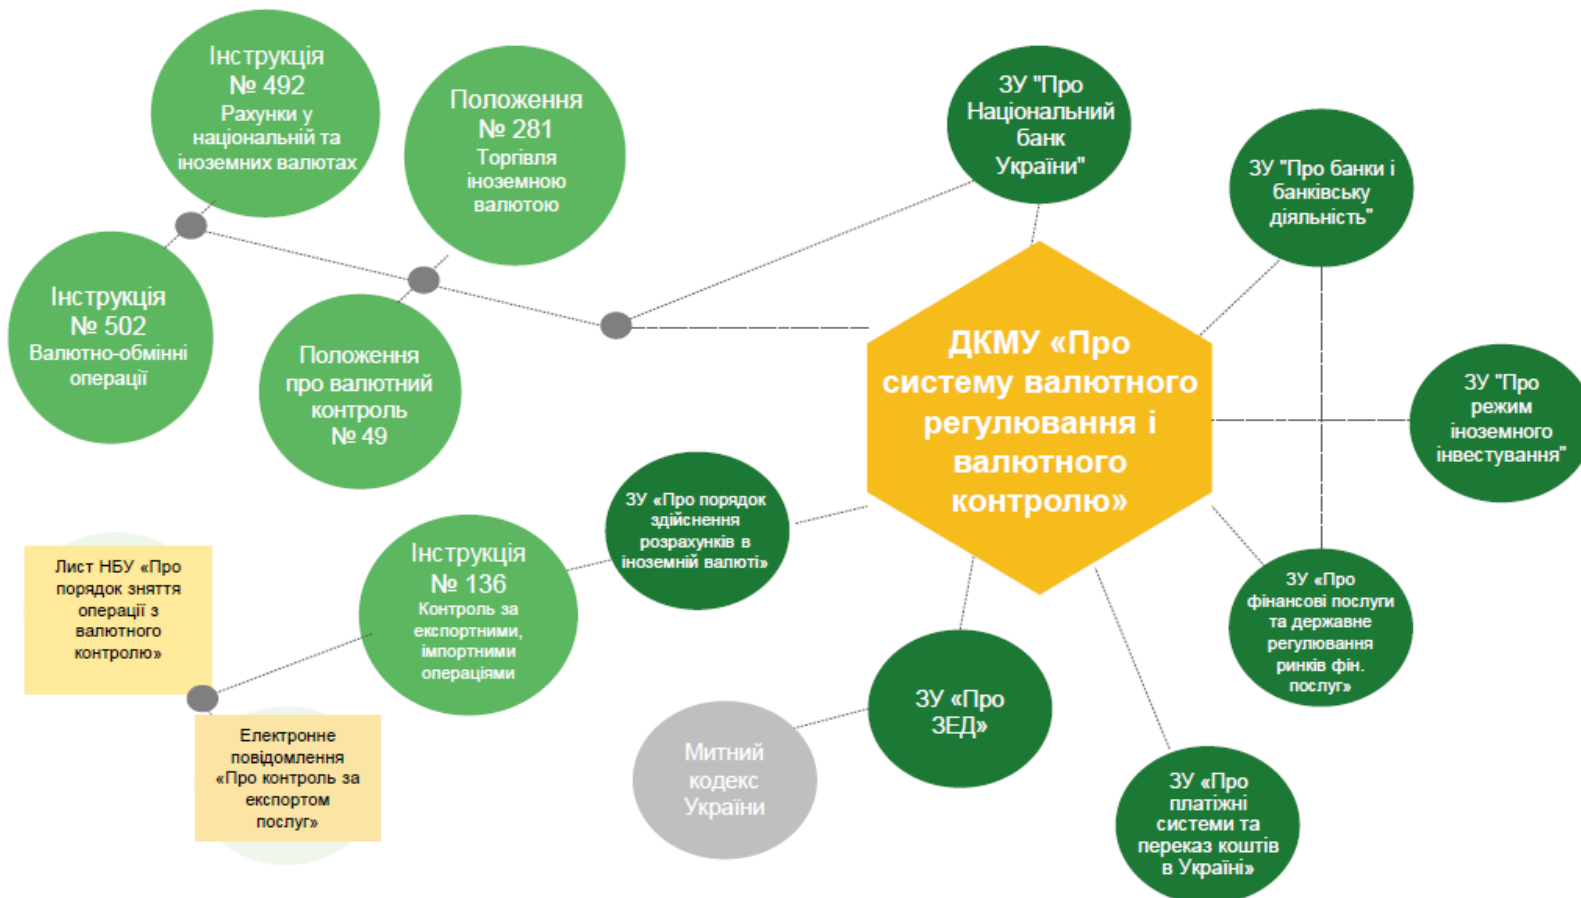 Інструкція
№ 492
Рахунки у
національній та
іноземних валютах
Положення
№ 281
Торгівля
іноземною
валютою
ЗУ "Про
Національний
банк
України"
ЗУ "Про банки і
банківську
діяльність"
Інструкція
№ 502
Валютно-обмінні
операції
Положення
про валютний
контроль
№ 49
ДКМУ «Про
систему валютного
регулювання і
валютного
контролю»
ЗУ "Про
режим
іноземного
інвестування"
ЗУ «Про порядок
здійснення
розрахунків в
іноземній валюті»
Інструкція
№ 136
Контроль за
експортними,
імпортними
операціями
Лист НБУ «Про
порядок зняття
операції з
валютного
контролю»
Електронне
повідомлення
«Про контроль за
експортом
послуг»
Митний
кодекс
України
ЗУ «Про
ЗЕД»
ЗУ «Про
фінансові послуги
та державне
регулювання
ринків фін.
послуг»
ЗУ «Про
платіжні
системи та
переказ коштів
в Україні»